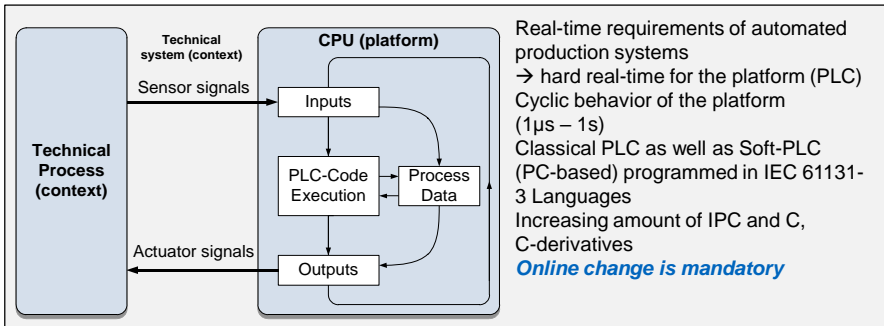 Technical
system (context)
CPU (platform)
Sensor signals
Inputs
Technical
Process
(context)
PLC-Code
Execution
Process
Data
Actuator signals
Outputs
Real-time requirements of automated
production systems
→ hard real-time for the platform (PLC)
Cyclic behavior of the platform
(1µs – 1s)
Classical PLC as well as Soft-PLC
(PC-based) programmed in IEC 61131-
3 Languages
Increasing amount of IPC and C,
C-derivatives
Online change is mandatory